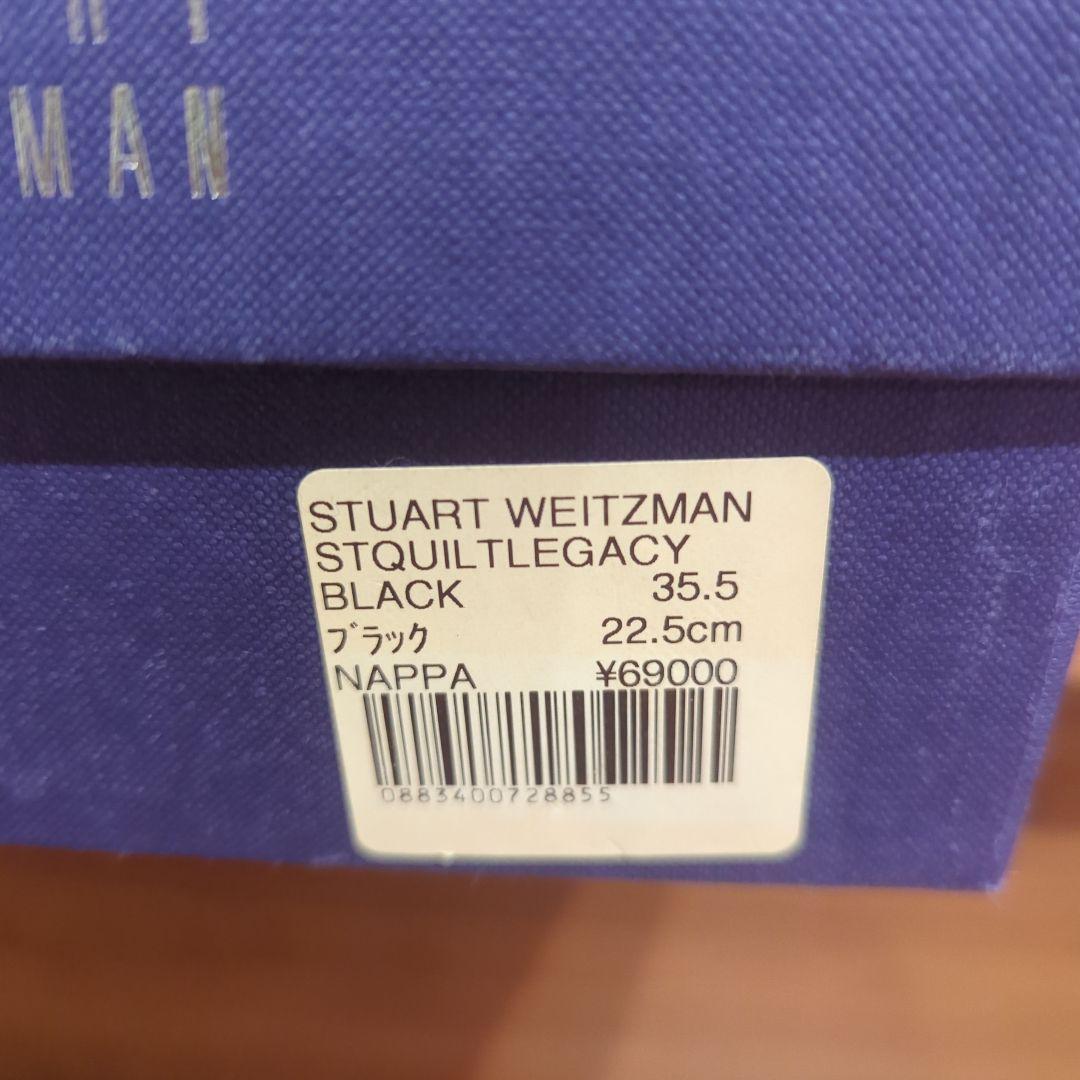 MAN
STUART WEITZMAN
STQUILTLEGACY
BLACK 35.5
ブラック 22.5cm
NAPPA ¥69000
0883400728855